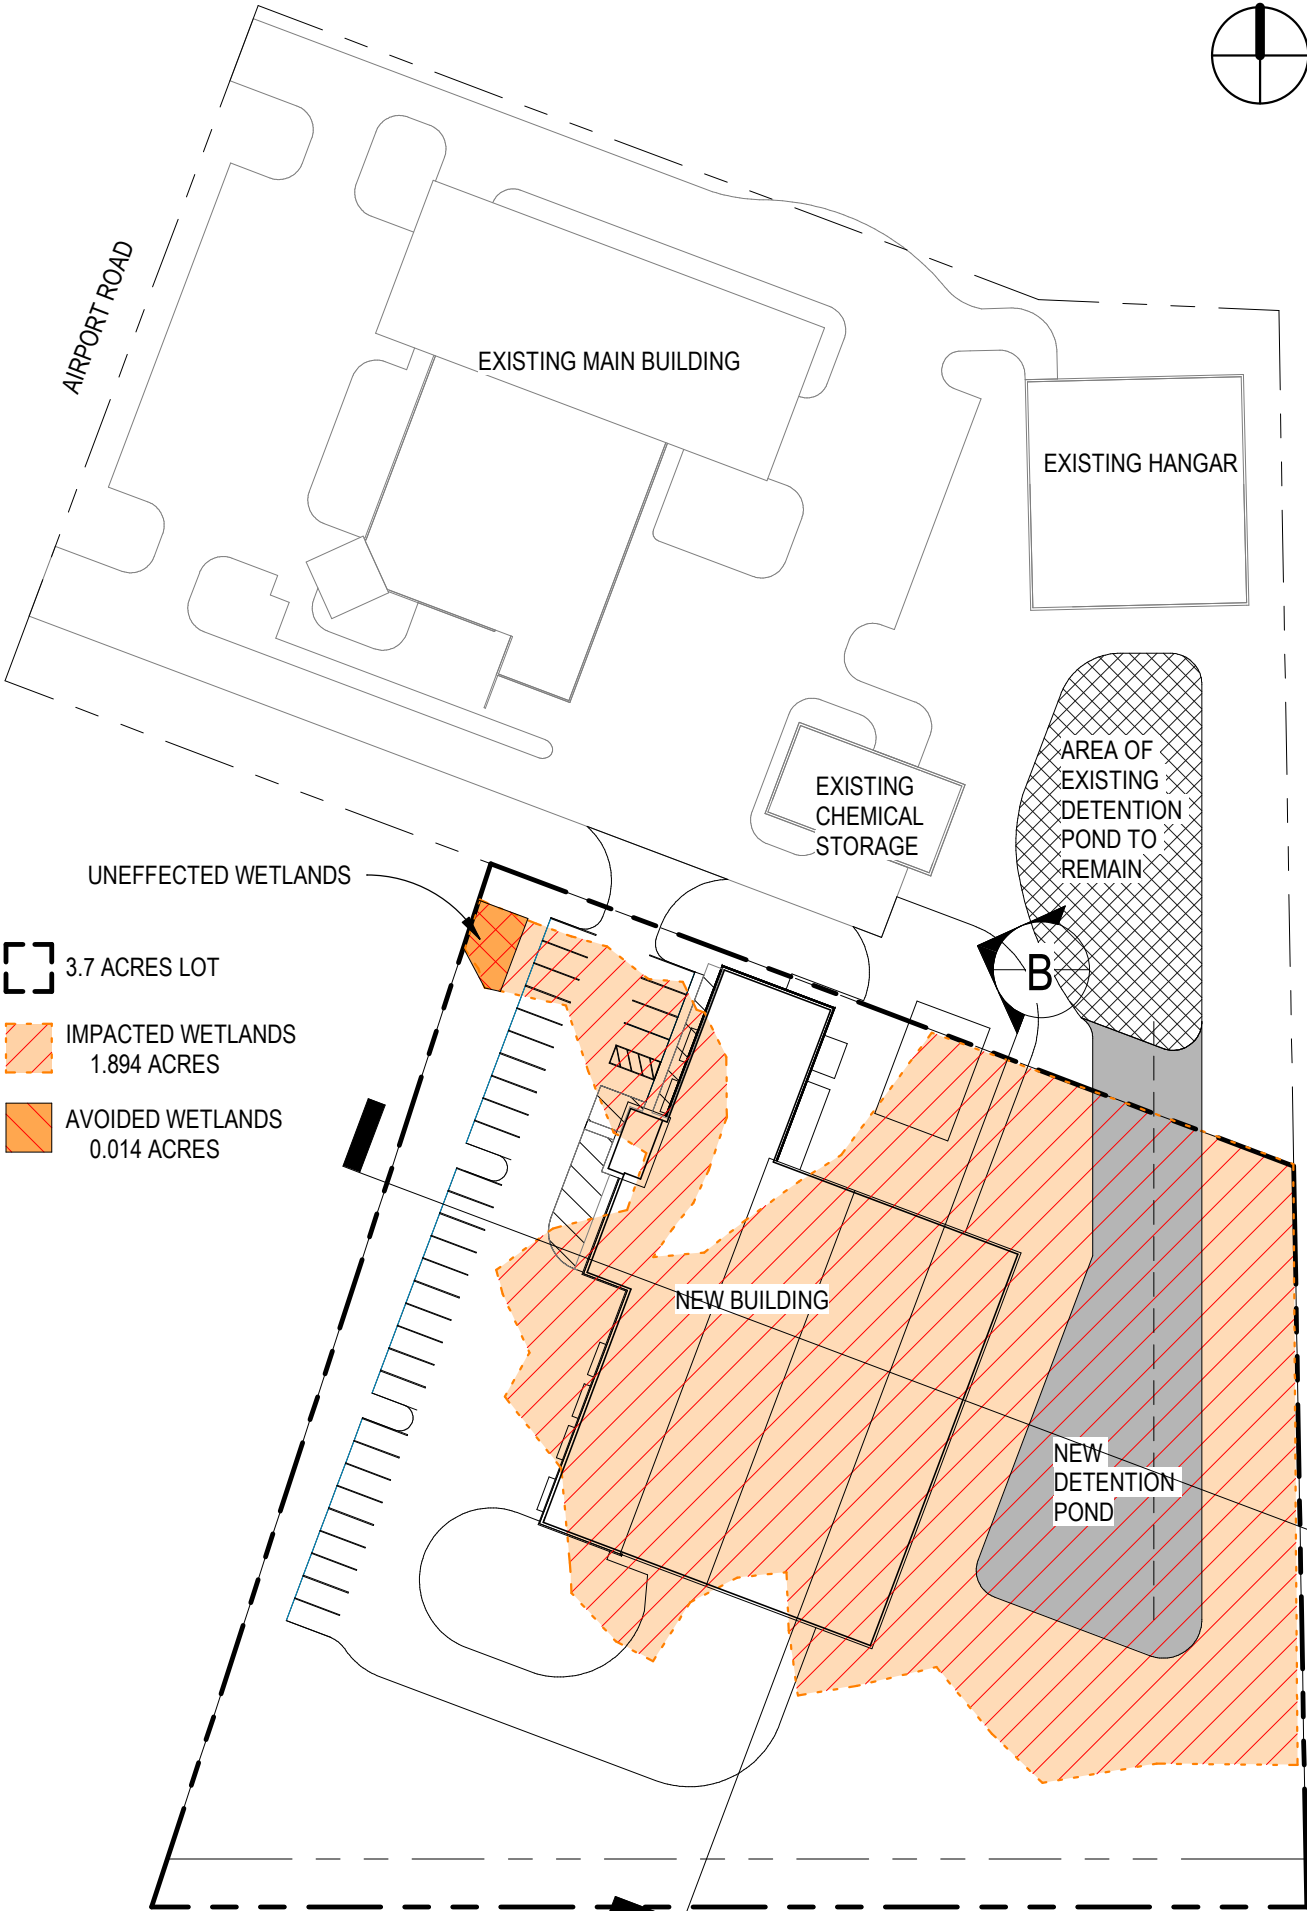 AIRPORT ROAD
EXISTING MAIN BUILDING
EXISTING HANGAR
AREA OF
EXISTING
DETENTION
POND TO
REMAIN
EXISTING
CHEMICAL
STORAGE
UNEFFECTED WETLANDS
3.7 ACRES LOT
IMPACTED WETLANDS
1.894 ACRES
AVOIDED WETLANDS
0.014 ACRES
B
NEW BUILDING
NEW
DETENTION
POND